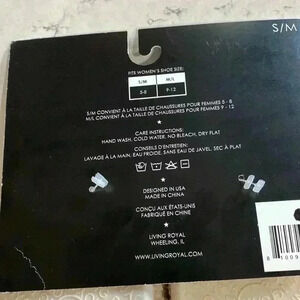 S/M
FITS WOMEN'S SHOE SIZE:
S/M M/L
5-8 9-12
S/M CONVIENT À LA TAILLE DE CHAUSSURES POUR FEMMES 5 - 8
M/L CONVIENT À LA TAILLE DE CHAUSSURES POUR FEMMES 9 - 12
CARE INSTRUCTIONS:
HAND WASH, COLD WATER, NO BLEACH, DRY FLAT
CONSEILS D'ENTRETIEN:
LAVAGE À LA MAIN, EAU FROIDE, SANS EAU DE JAVEL, SEC À PLAT
DESIGNED IN USA
MADE IN CHINA
CONÇU AUX ÉTATS-UNIS
FABRIQUÉ EN CHINE
LIVING ROYAL
WHEELING, IL
WWW.LIVINGROYAL.COM